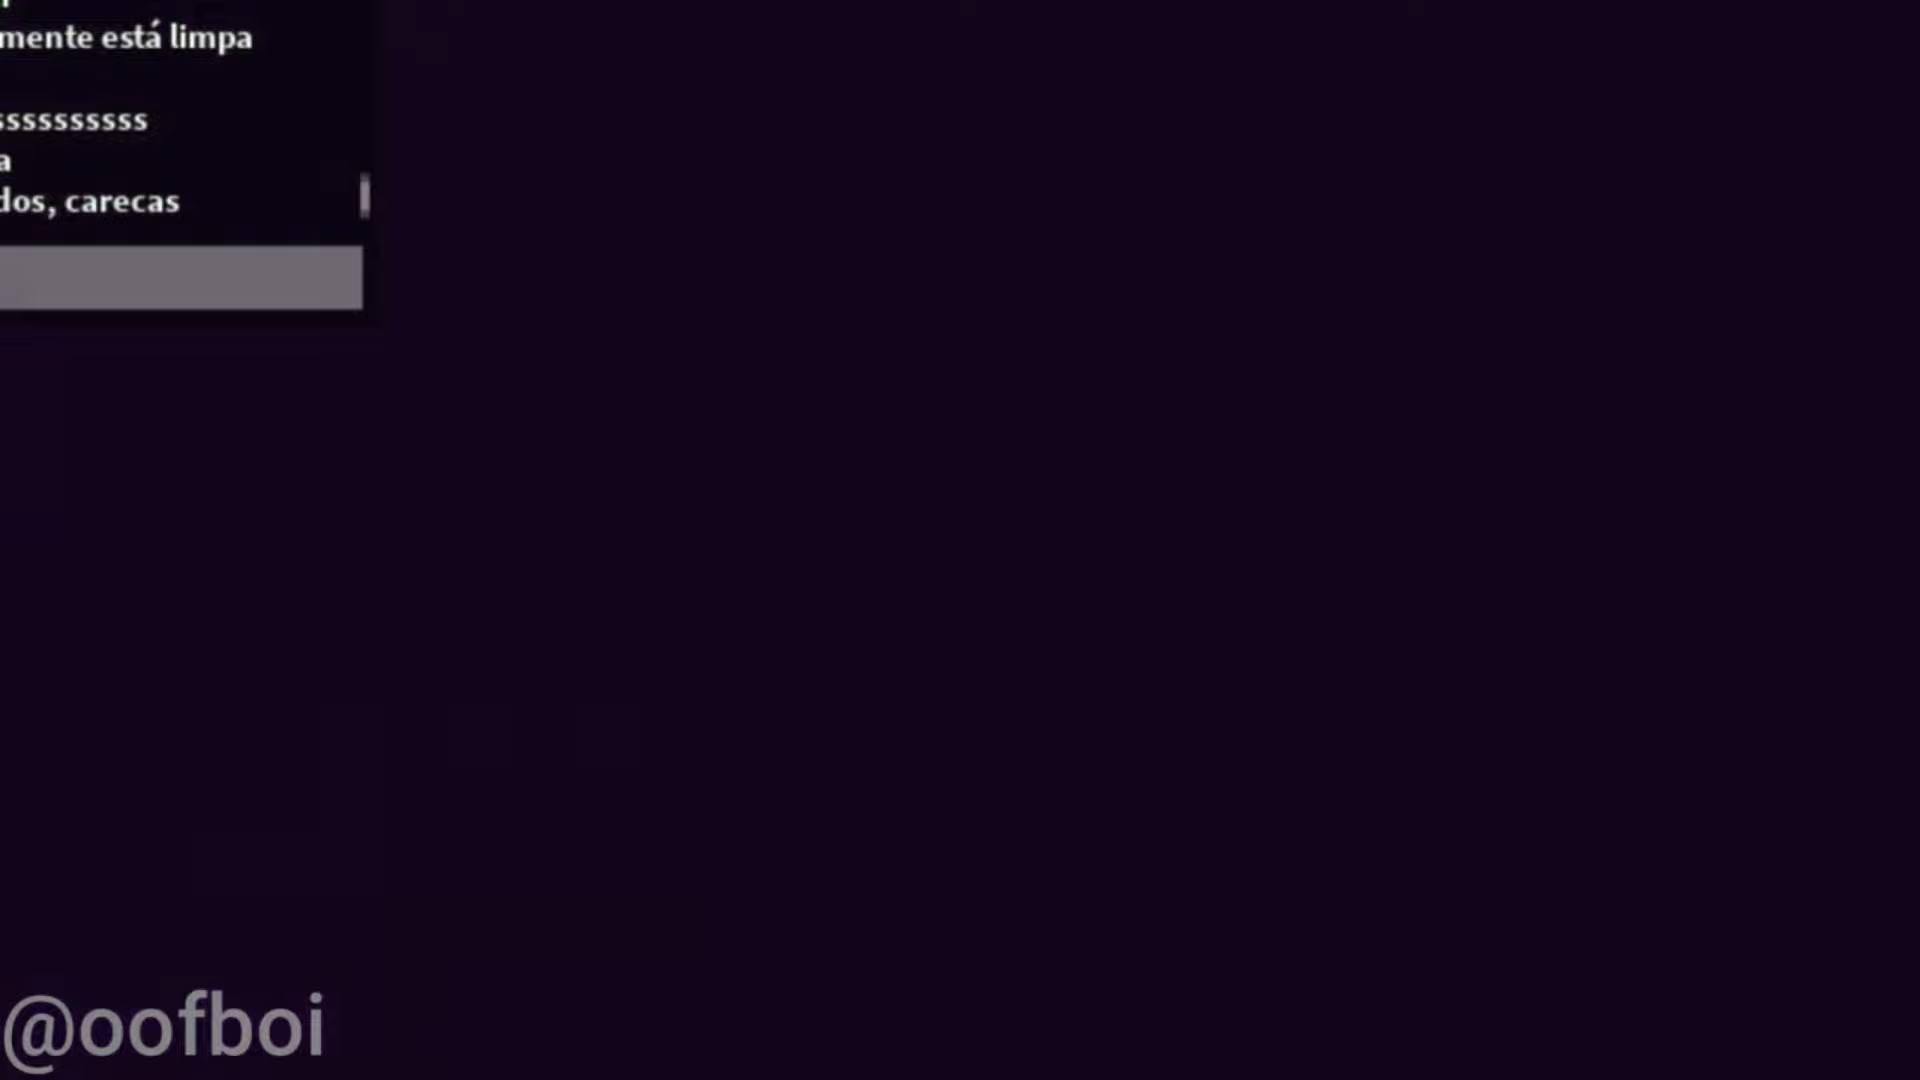 mente está limpa
ssssssssss
a
dos, carecas
@oofboi